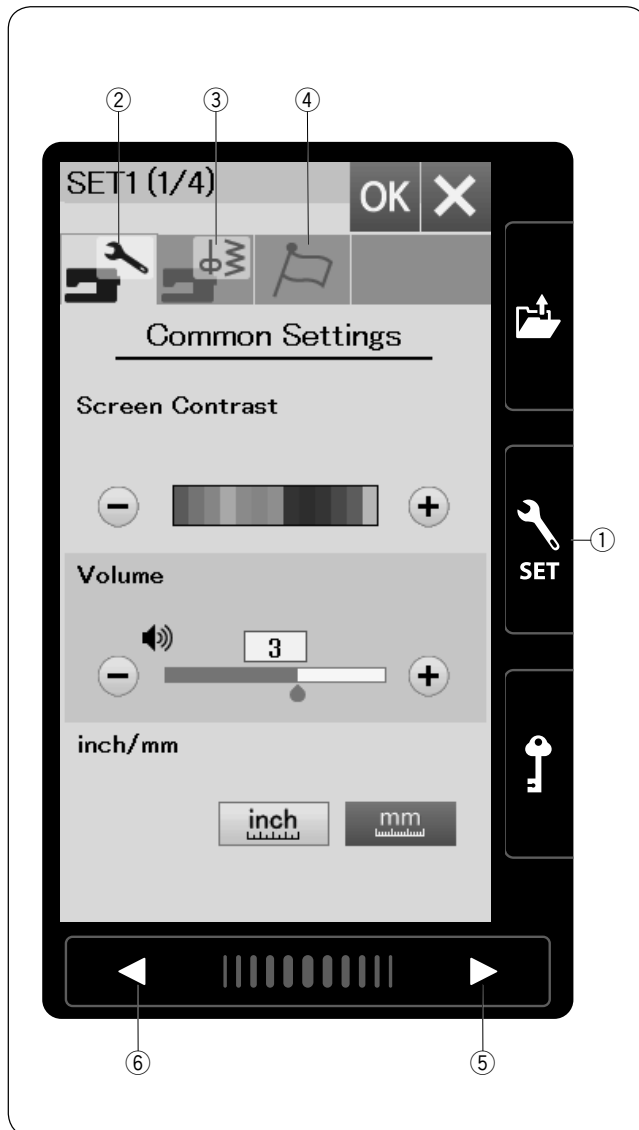 ② ③ ④
SET1 (1/4)
OK
Common Settings
Screen Contrast
①
SET
Volume
3
inch/mm
inch
mm
⑥ ⑤